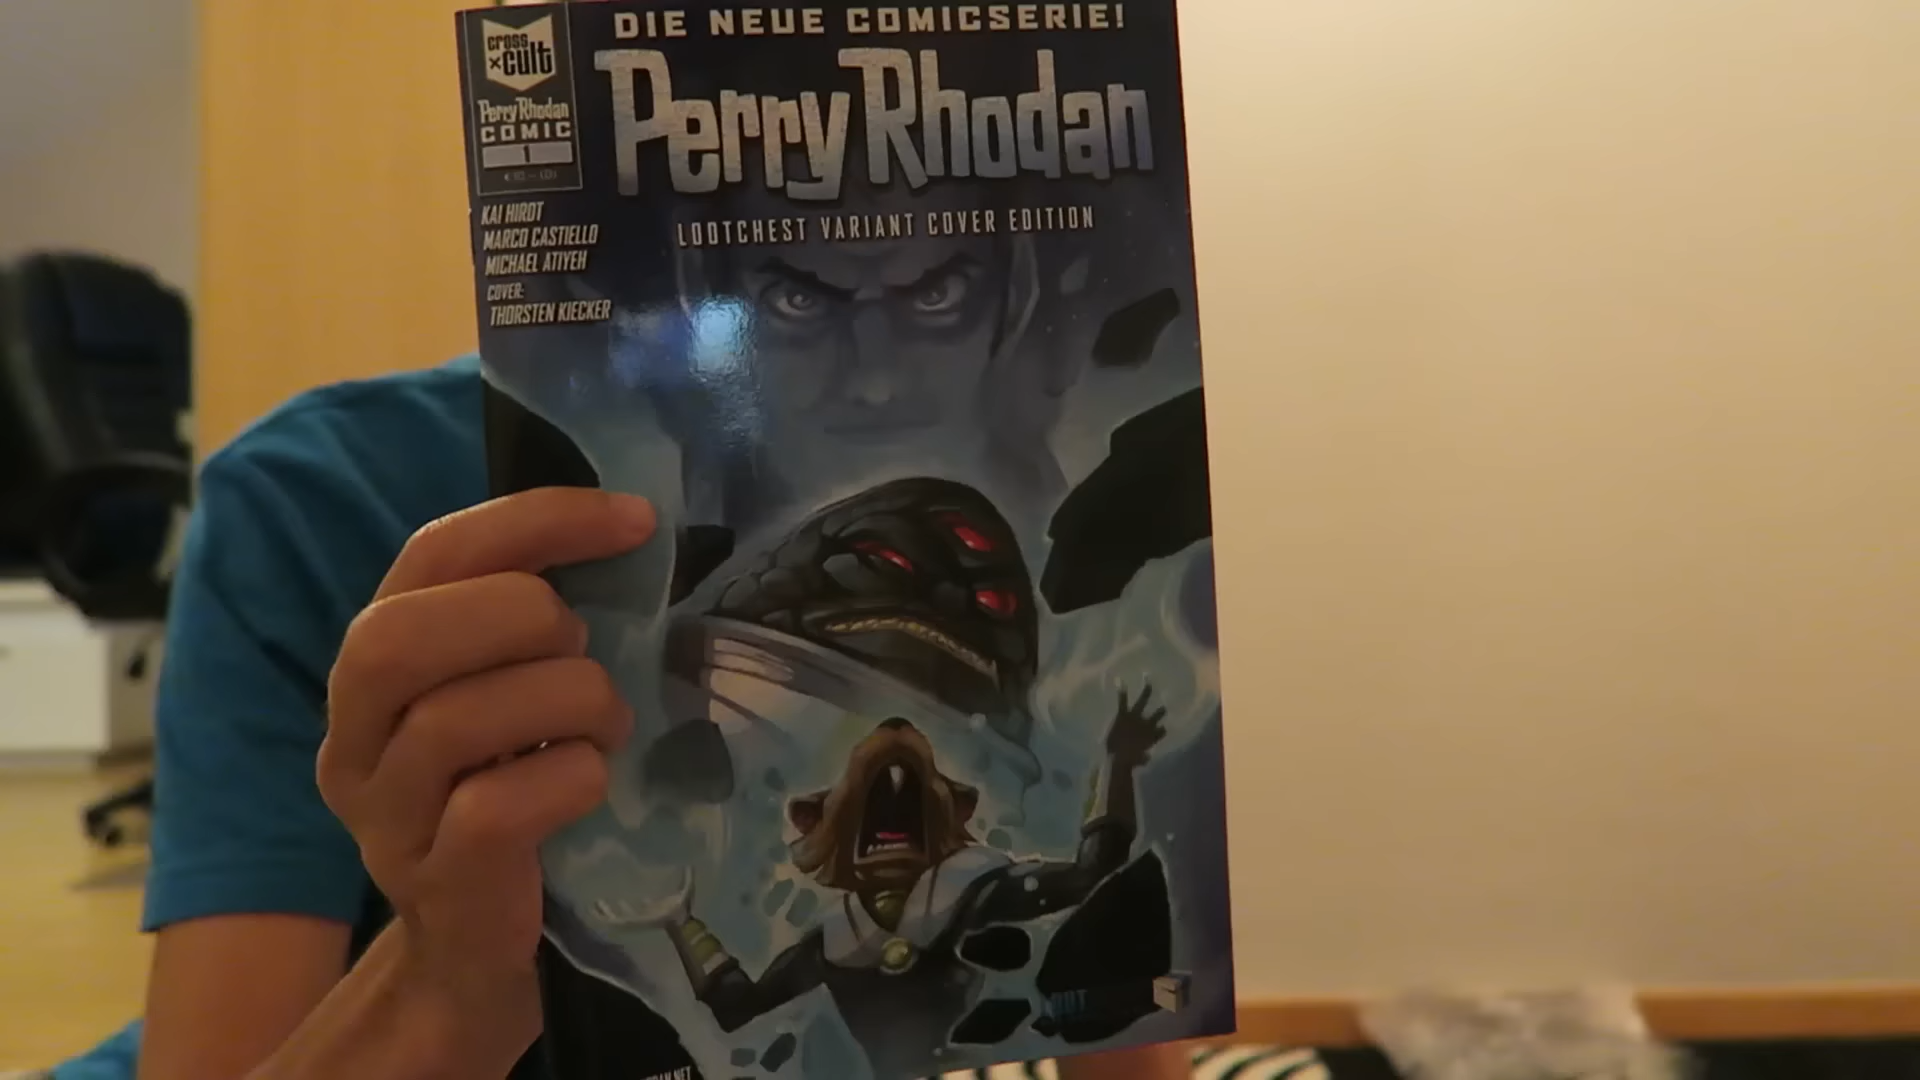 DIE NEUE COMICSERIE!
cross
×cult
Perry Rhodan
COMIC
1
Perry Rhodan
LOOTCHEST VARIANT COVER EDITION
KAI HIRDT
MARCO CASTIELLO
MICHAEL ATIYEH
COVER:
THORSTEN KIECKER
LOOT